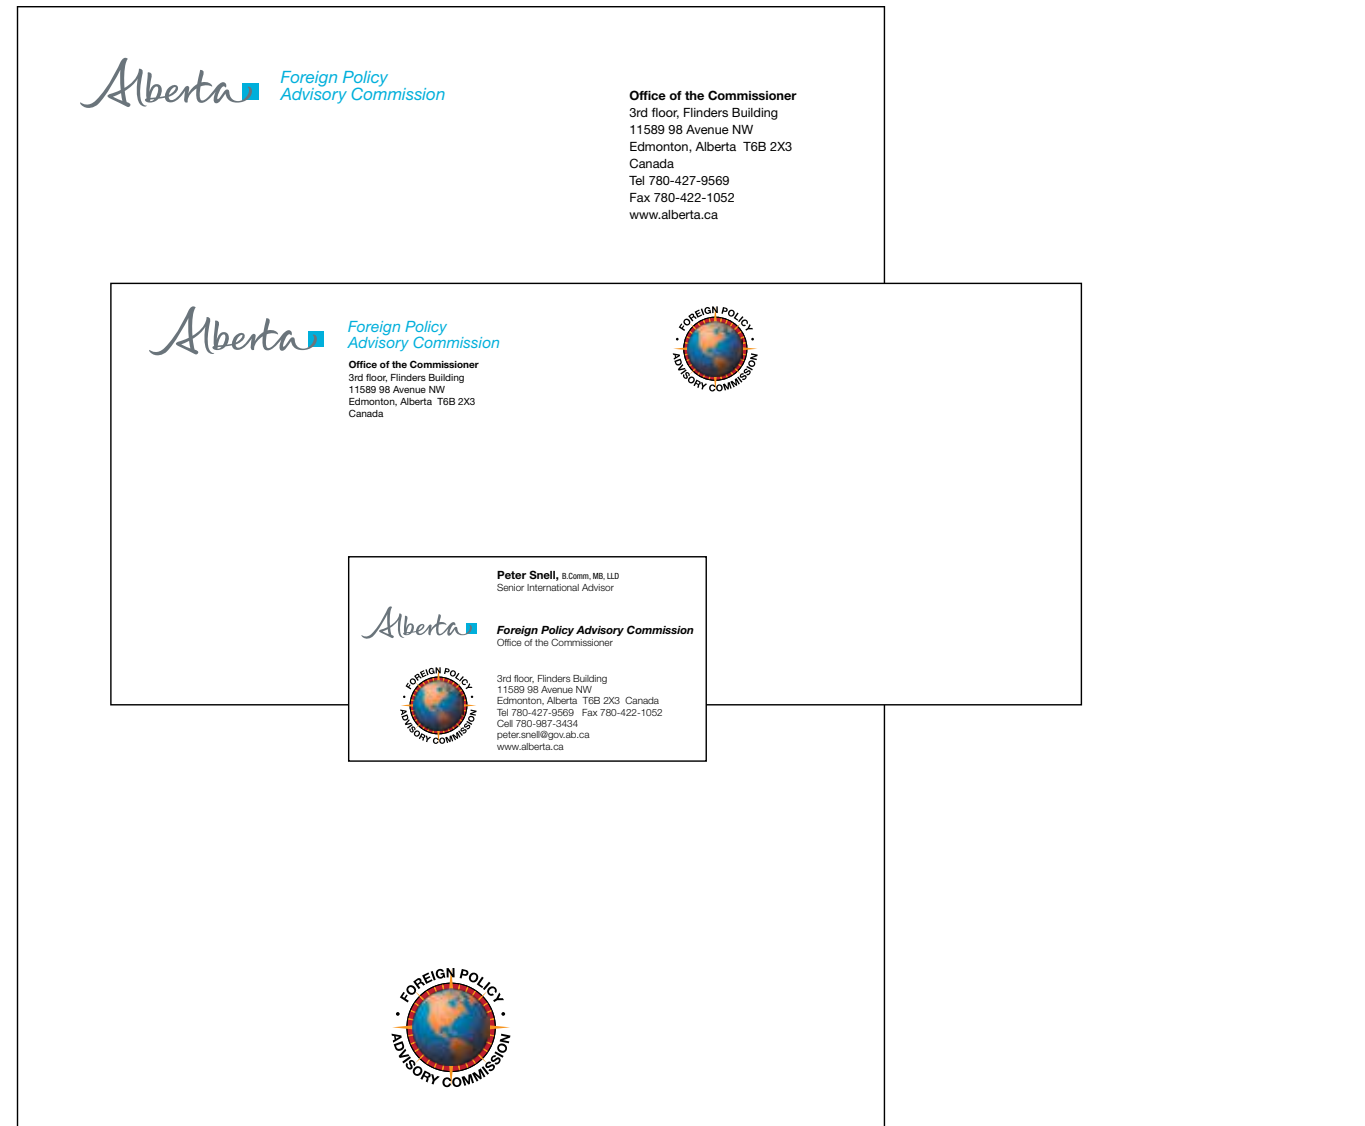 Alberta
Foreign Policy
Advisory Commission
Office of the Commissioner
3rd floor, Flinders Building
11589 98 Avenue NW
Edmonton, Alberta  T6B 2X3
Canada
Tel 780-427-9569
Fax 780-422-1052
www.alberta.ca
Alberta
Foreign Policy
Advisory Commission
Office of the Commissioner
3rd floor, Flinders Building
11589 98 Avenue NW
Edmonton, Alberta  T6B 2X3
Canada
• FOREIGN POLICY •
ADVISORY COMMISSION
Peter Snell, B.Comm, MB, LLD
Senior International Advisor
Alberta
Foreign Policy Advisory Commission
Office of the Commissioner
• FOREIGN POLICY •
ADVISORY COMMISSION
3rd floor, Flinders Building
11589 98 Avenue NW
Edmonton, Alberta  T6B 2X3  Canada
Tel 780-427-9569   Fax 780-422-1052
Cell 780-987-3434
peter.snell@gov.ab.ca
www.alberta.ca
• FOREIGN POLICY •
ADVISORY COMMISSION